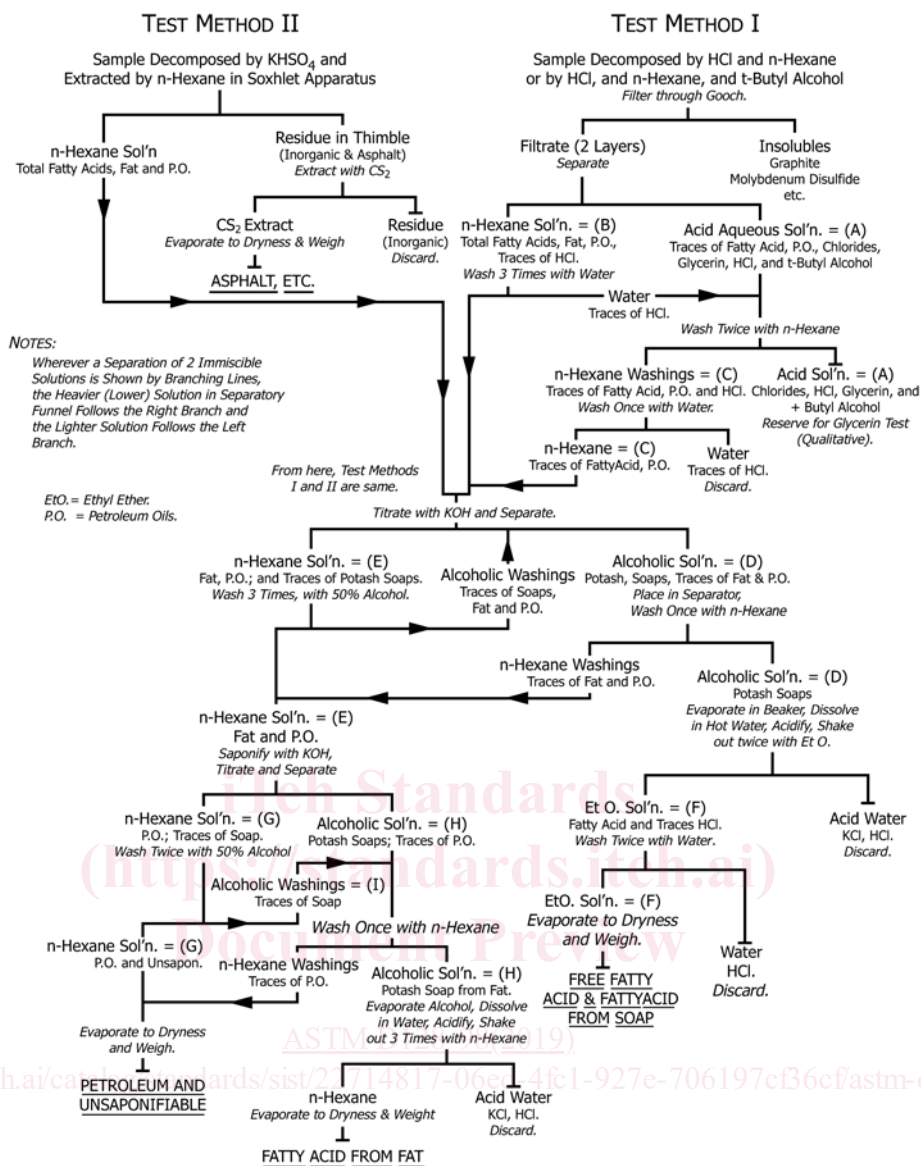 TEST METHOD II
Sample Decomposed by KHSO4 and
Extracted by n-Hexane in Soxhlet Apparatus
n-Hexane Sol'n
Total Fatty Acids, Fat and P.O.
Residue in Thimble
(Inorganic & Asphalt)
Extract with CS2
CS2 Extract
Evaporate to Dryness & Weigh
ASPHALT, ETC.
Residue
(Inorganic)
Discard.
TEST METHOD I
Sample Decomposed by HCl and n-Hexane
or by HCl, and n-Hexane, and t-Butyl Alcohol
Filter through Gooch.
Filtrate (2 Layers)
Separate
Insolubles
Graphite
Molybdenum Disulfide
etc.
n-Hexane Sol'n. = (B)
Total Fatty Acids, Fat, P.O.,
Traces of HCl.
Wash 3 Times with Water
Acid Aqueous Sol'n. = (A)
Traces of Fatty Acid, P.O., Chlorides,
Glycerin, HCl, and t-Butyl Alcohol
Water
Traces of HCl.
Wash Twice with n-Hexane
NOTES:
Wherever a Separation of 2 Immiscible
Solutions is Shown by Branching Lines,
the Heavier (Lower) Solution in Separatory
Funnel Follows the Right Branch and
the Lighter Solution Follows the Left
Branch.
EtO. = Ethyl Ether.
P.O. = Petroleum Oils.
n-Hexane Washings = (C)
Traces of Fatty Acid, P.O. and HCl.
Wash Once with Water.
Acid Sol'n. = (A)
Chlorides, HCl, Glycerin, and
+ Butyl Alcohol
Reserve for Glycerin Test
(Qualitative).
n-Hexane = (C)
Traces of FattyAcid, P.O.
Water
Traces of HCl.
Discard.
From here, Test Methods
I and II are same.
Titrate with KOH and Separate.
n-Hexane Sol'n. = (E)
Fat, P.O.; and Traces of Potash Soaps.
Wash 3 Times, with 50% Alcohol.
Alcoholic Washings
Traces of Soaps,
Fat and P.O.
Alcoholic Sol'n. = (D)
Potash, Soaps, Traces of Fat & P.O.
Place in Separator,
Wash Once with n-Hexane
n-Hexane Washings
Traces of Fat and P.O.
Alcoholic Sol'n. = (D)
Potash Soaps
Evaporate in Beaker, Dissolve
in Hot Water, Acidify, Shake
out twice with Et O.
n-Hexane Sol'n. = (E)
Fat and P.O.
Saponify with KOH,
Titrate and Separate
n-Hexane Sol'n. = (G)
P.O.; Traces of Soap.
Wash Twice with 50% Alcohol
Alcoholic Sol'n. = (H)
Potash Soaps; Traces of P.O.
Et O. Sol'n. = (F)
Fatty Acid and Traces HCl.
Wash Twice wtih Water.
Acid Water
KCl, HCl.
Discard.
Alcoholic Washings = (I)
Traces of Soap
Wash Once with n-Hexane
EtO. Sol'n. = (F)
Evaporate to Dryness
and Weigh.
FREE FATTY
ACID & FATTYACID
FROM SOAP
Water
HCl.
Discard.
n-Hexane Sol'n. = (G)
P.O. and Unsapon.
n-Hexane Washings
Traces of P.O.
Alcoholic Sol'n. = (H)
Potash Soap from Fat.
Evaporate Alcohol, Dissolve
in Water, Acidify, Shake
out 3 Times with n-Hexane
Evaporate to Dryness
and Weigh.
PETROLEUM AND
UNSAPONIFIABLE
n-Hexane
Evaporate to Dryness & Weight
FATTY ACID FROM FAT
Acid Water
KCl, HCl.
Discard.
iTeh Standards
(https://standards.iteh.ai)
Document Preview